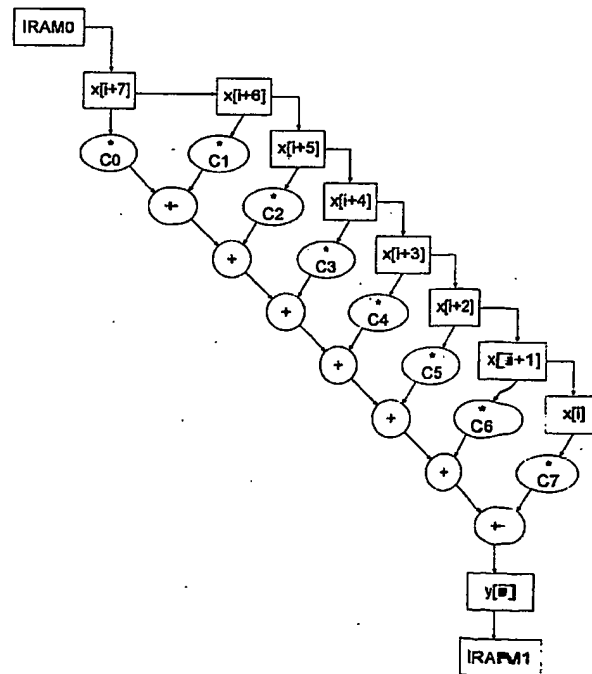 IRAM0
x[i+7]
x[i+6]
*
C0
*
C1
x[i+5]
+
*
C2
x[i+4]
+
*
C3
x[i+3]
+
*
C4
x[i+2]
+
*
C5
x[i+1]
+
*
C6
x[i]
+
*
C7
+
IRAM1